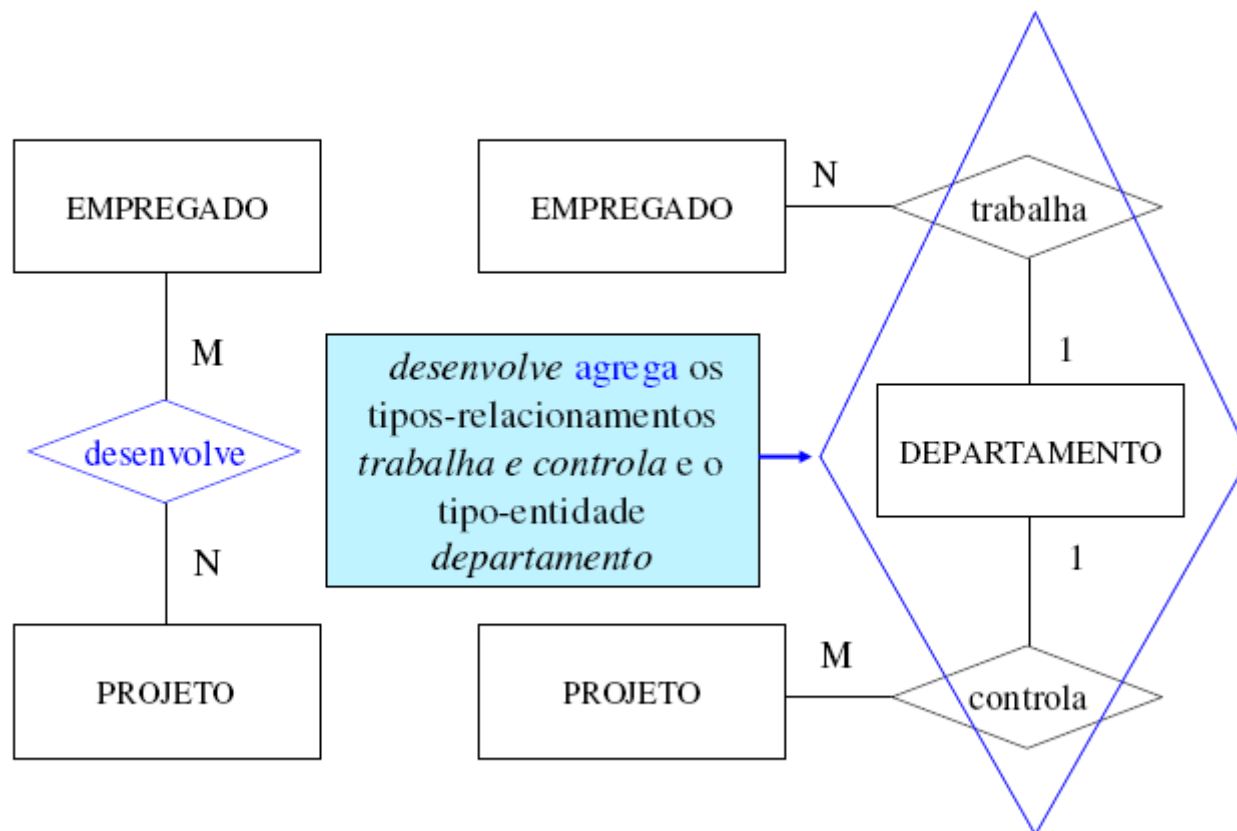 EMPREGADO
M
desenvolve
N
PROJETO
EMPREGADO
N
trabalha
1
DEPARTAMENTO
1
controla
M
PROJETO
desenvolve agrega os
tipos-relacionamentos
trabalha e controla e o
tipo-entidade
departamento